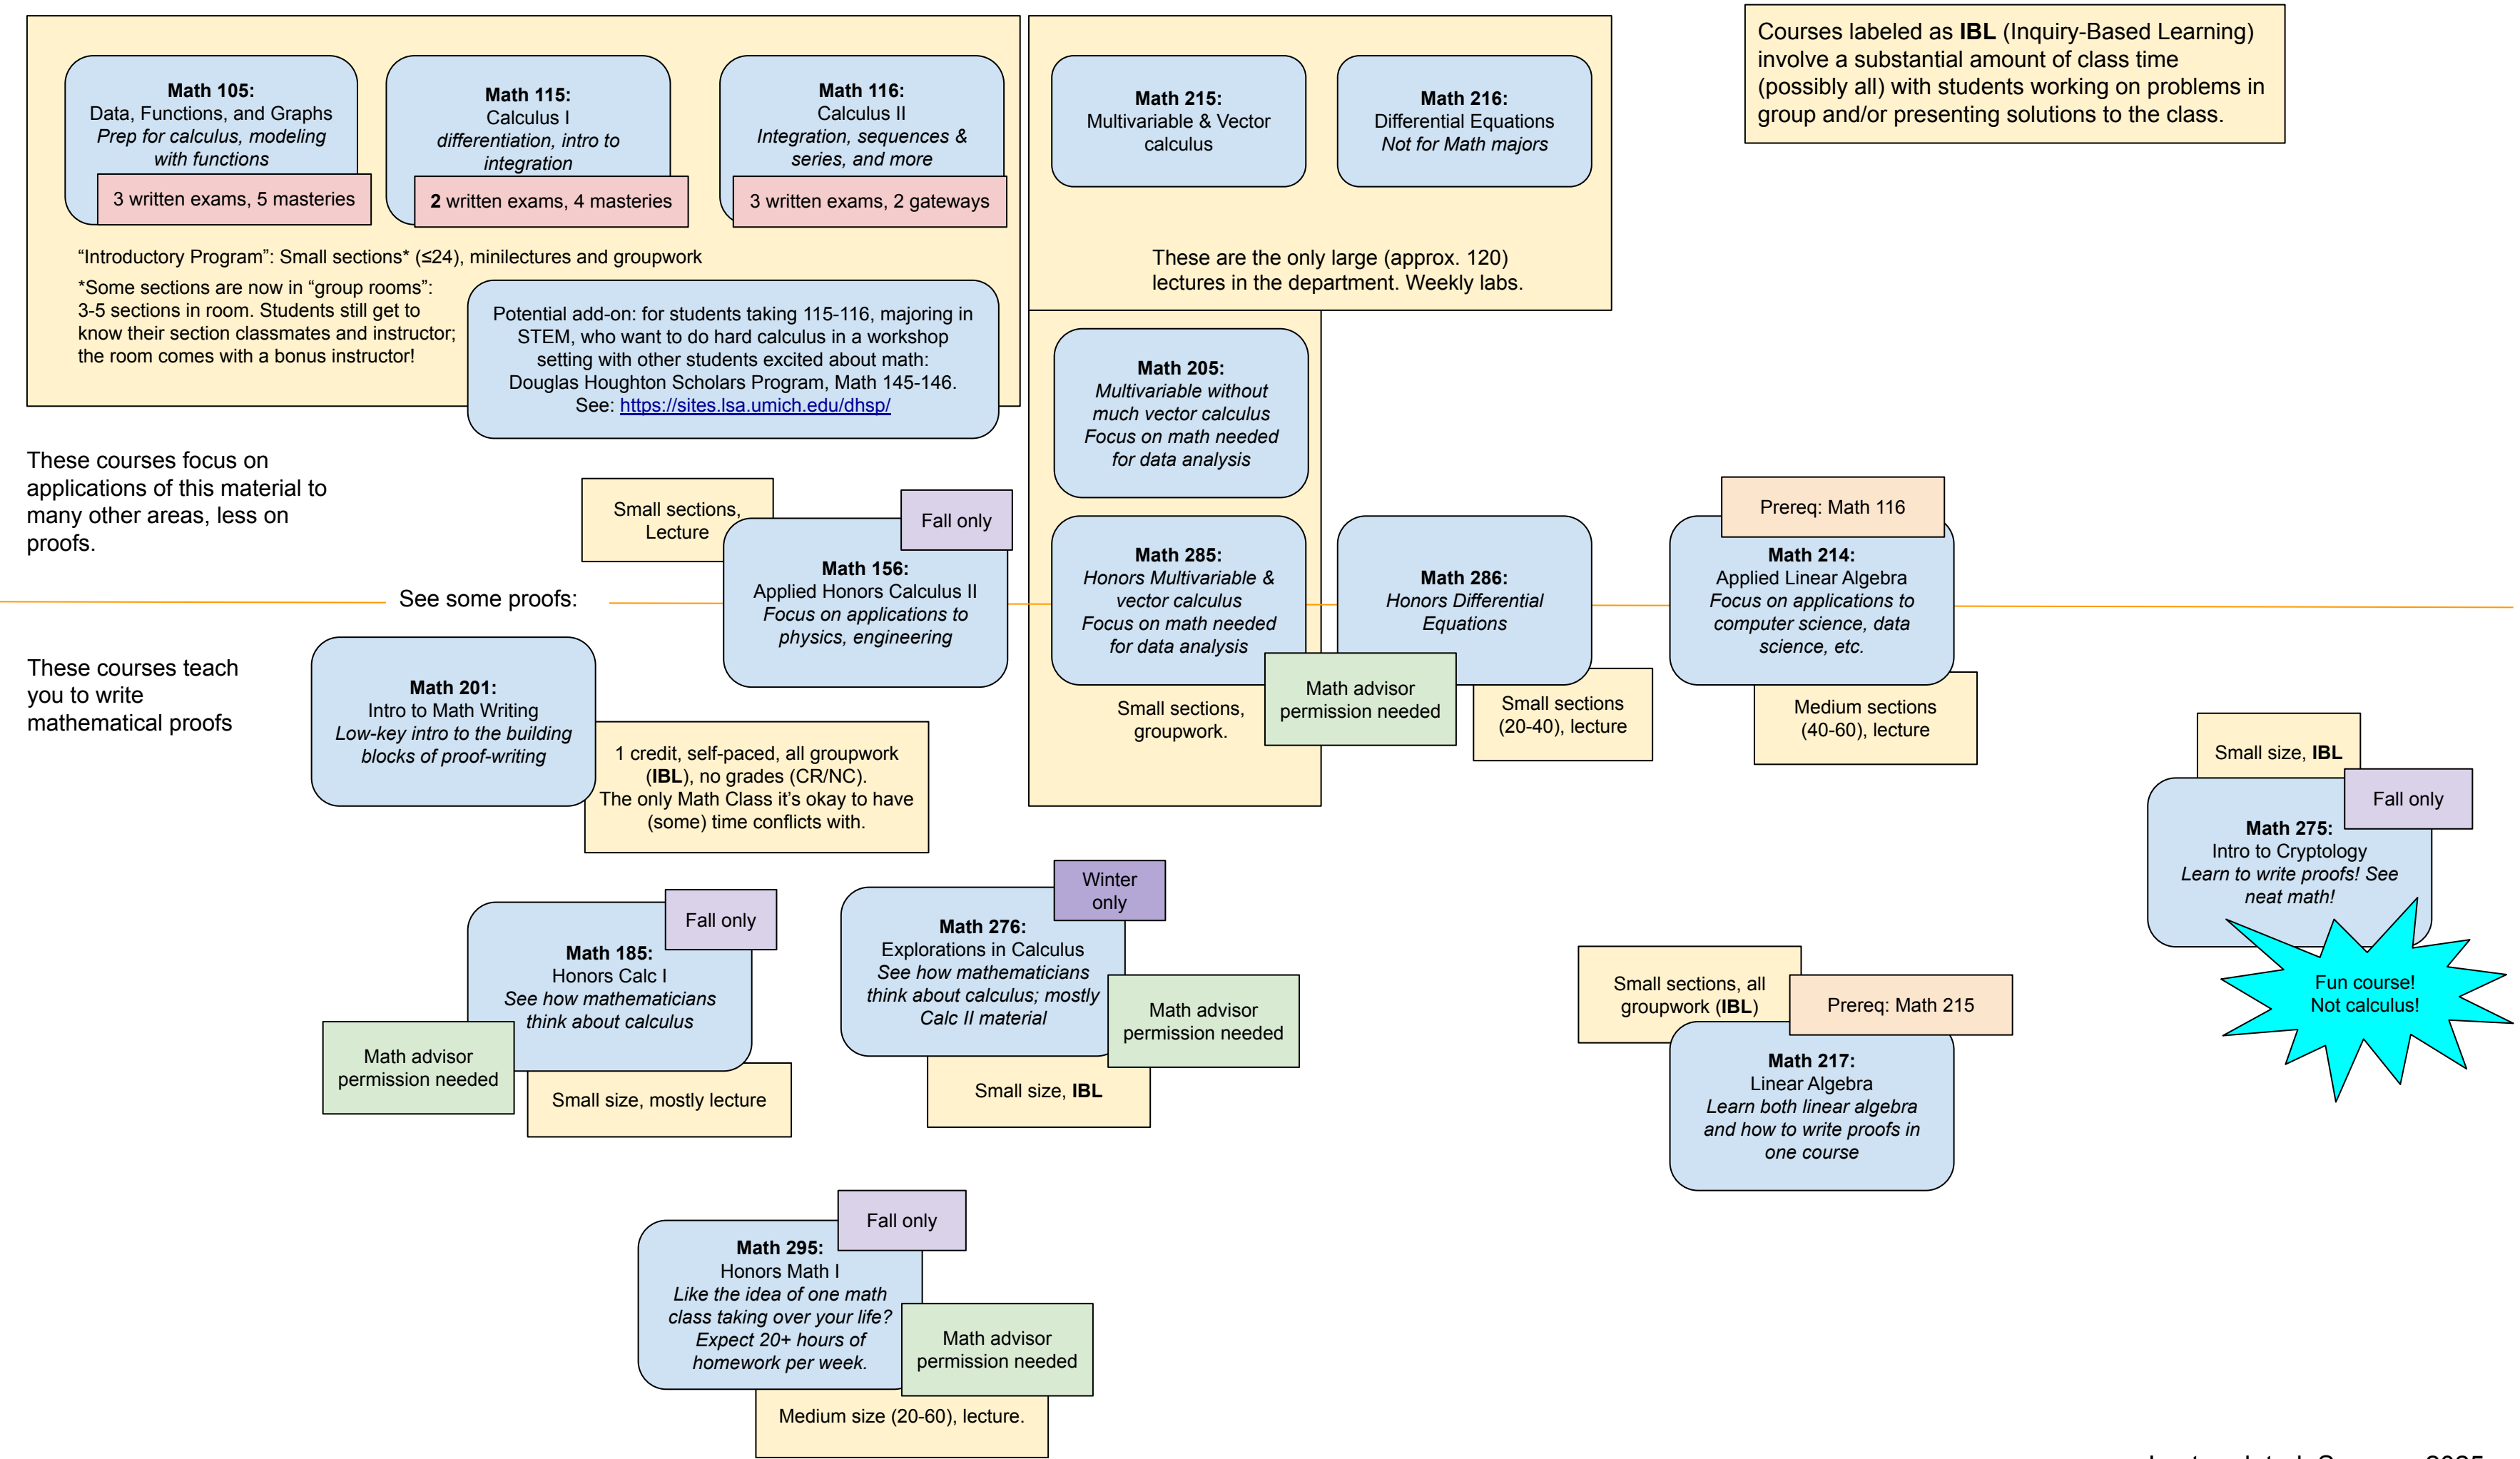 Math 105:
Data, Functions, and Graphs
Prep for calculus, modeling
with functions
3 written exams, 5 masteries
Math 115:
Calculus I
differentiation, intro to
integration
2 written exams, 4 masteries
Math 116:
Calculus II
Integration, sequences &
series, and more
3 written exams, 2 gateways
“Introductory Program”: Small sections* (≤24), minilectures and groupwork
*Some sections are now in “group rooms”:
3-5 sections in room. Students still get to
know their section classmates and instructor;
the room comes with a bonus instructor!
Potential add-on: for students taking 115-116, majoring in
STEM, who want to do hard calculus in a workshop
setting with other students excited about math:
Douglas Houghton Scholars Program, Math 145-146.
See: https://sites.lsa.umich.edu/dhsp/
Math 215:
Multivariable & Vector
calculus
Math 216:
Differential Equations
Not for Math majors
These are the only large (approx. 120)
lectures in the department. Weekly labs.
Courses labeled as IBL (Inquiry-Based Learning)
involve a substantial amount of class time
(possibly all) with students working on problems in
group and/or presenting solutions to the class.
Math 205:
Multivariable without
much vector calculus
Focus on math needed
for data analysis
These courses focus on
applications of this material to
many other areas, less on
proofs.
Small sections,
Lecture
Fall only
Math 156:
Applied Honors Calculus II
Focus on applications to
physics, engineering
Math 285:
Honors Multivariable &
vector calculus
Focus on math needed
for data analysis
Small sections,
groupwork.
Math 286:
Honors Differential
Equations
Math advisor
permission needed
Small sections
(20-40), lecture
Prereq: Math 116
Math 214:
Applied Linear Algebra
Focus on applications to
computer science, data
science, etc.
Medium sections
(40-60), lecture
See some proofs:
These courses teach
you to write
mathematical proofs
Math 201:
Intro to Math Writing
Low-key intro to the building
blocks of proof-writing
1 credit, self-paced, all groupwork
(IBL), no grades (CR/NC).
The only Math Class it’s okay to have
(some) time conflicts with.
Small size, IBL
Fall only
Math 275:
Intro to Cryptology
Learn to write proofs! See
neat math!
Fun course!
Not calculus!
Fall only
Math 185:
Honors Calc I
See how mathematicians
think about calculus
Math advisor
permission needed
Small size, mostly lecture
Winter
only
Math 276:
Explorations in Calculus
See how mathematicians
think about calculus; mostly
Calc II material
Math advisor
permission needed
Small size, IBL
Small sections, all
groupwork (IBL)
Prereq: Math 215
Math 217:
Linear Algebra
Learn both linear algebra
and how to write proofs in
one course
Fall only
Math 295:
Honors Math I
Like the idea of one math
class taking over your life?
Expect 20+ hours of
homework per week.
Math advisor
permission needed
Medium size (20-60), lecture.